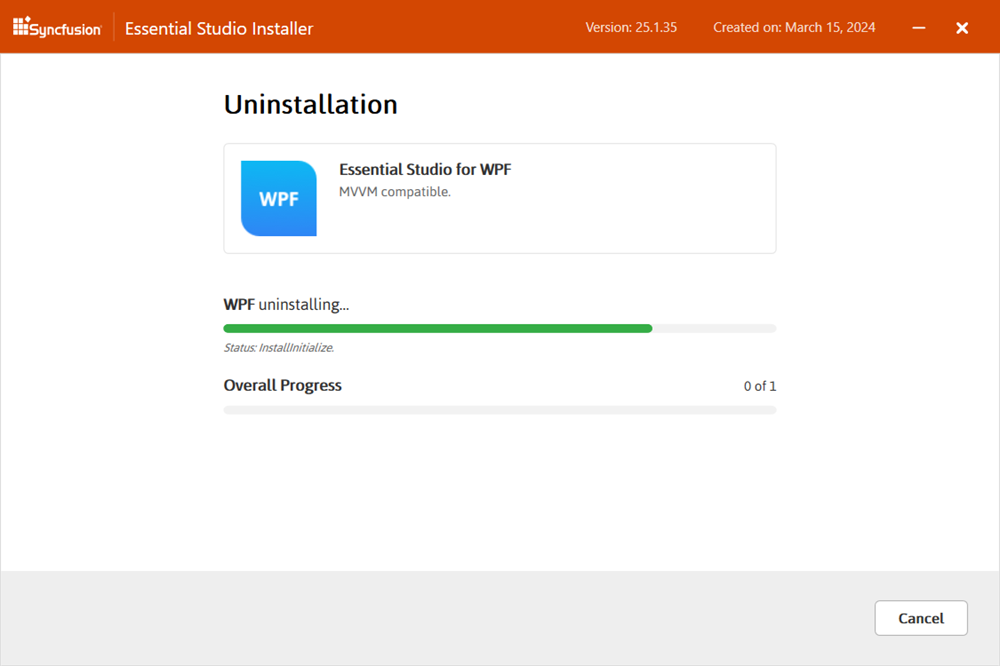 Syncfusion Essential Studio Installer Version: 25.1.35 Created on: March 15, 2024
Uninstallation
WPF
Essential Studio for WPF
MVVM compatible.
WPF uninstalling...
Status: InstallInitialize.
Overall Progress 0 of 1
Cancel